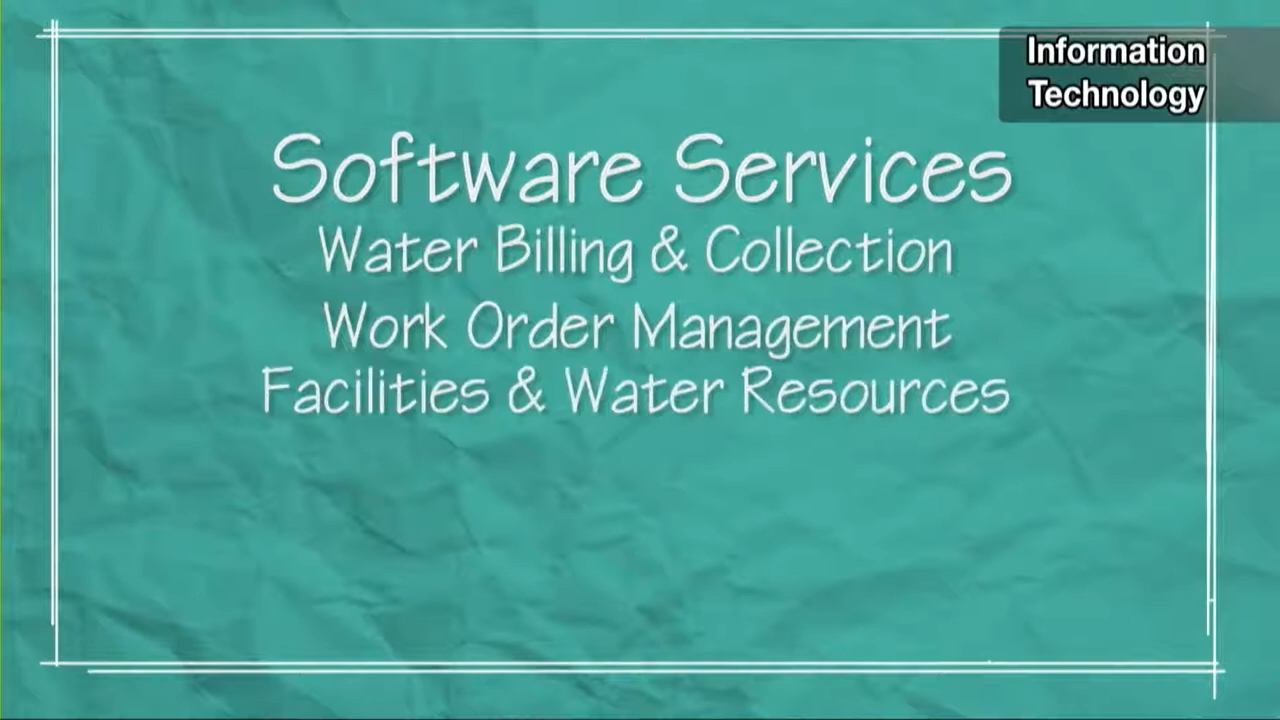 Information
Technology
Software Services
Water Billing & Collection
Work Order Management
Facilities & Water Resources